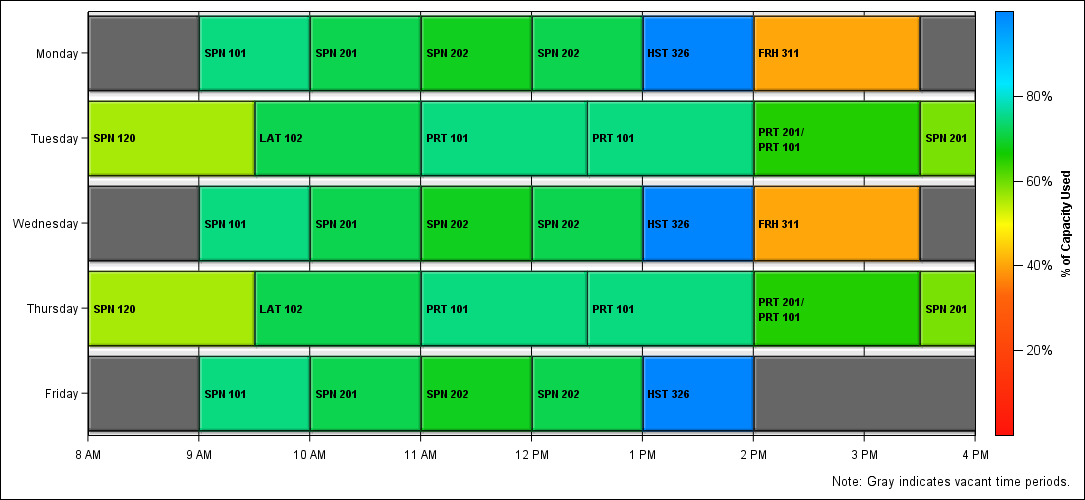 Monday
SPN 101
SPN 201
SPN 202
SPN 202
HST 326
FRH 311
Tuesday
SPN 120
LAT 102
PRT 101
PRT 101
PRT 201/
PRT 101
SPN 201
Wednesday
SPN 101
SPN 201
SPN 202
SPN 202
HST 326
FRH 311
Thursday
SPN 120
LAT 102
PRT 101
PRT 101
PRT 201/
PRT 101
SPN 201
Friday
SPN 101
SPN 201
SPN 202
SPN 202
HST 326
8 AM
9 AM
10 AM
11 AM
12 PM
1 PM
2 PM
3 PM
4 PM
80%
60%
40%
20%
% of Capacity Used
Note: Gray indicates vacant time periods.